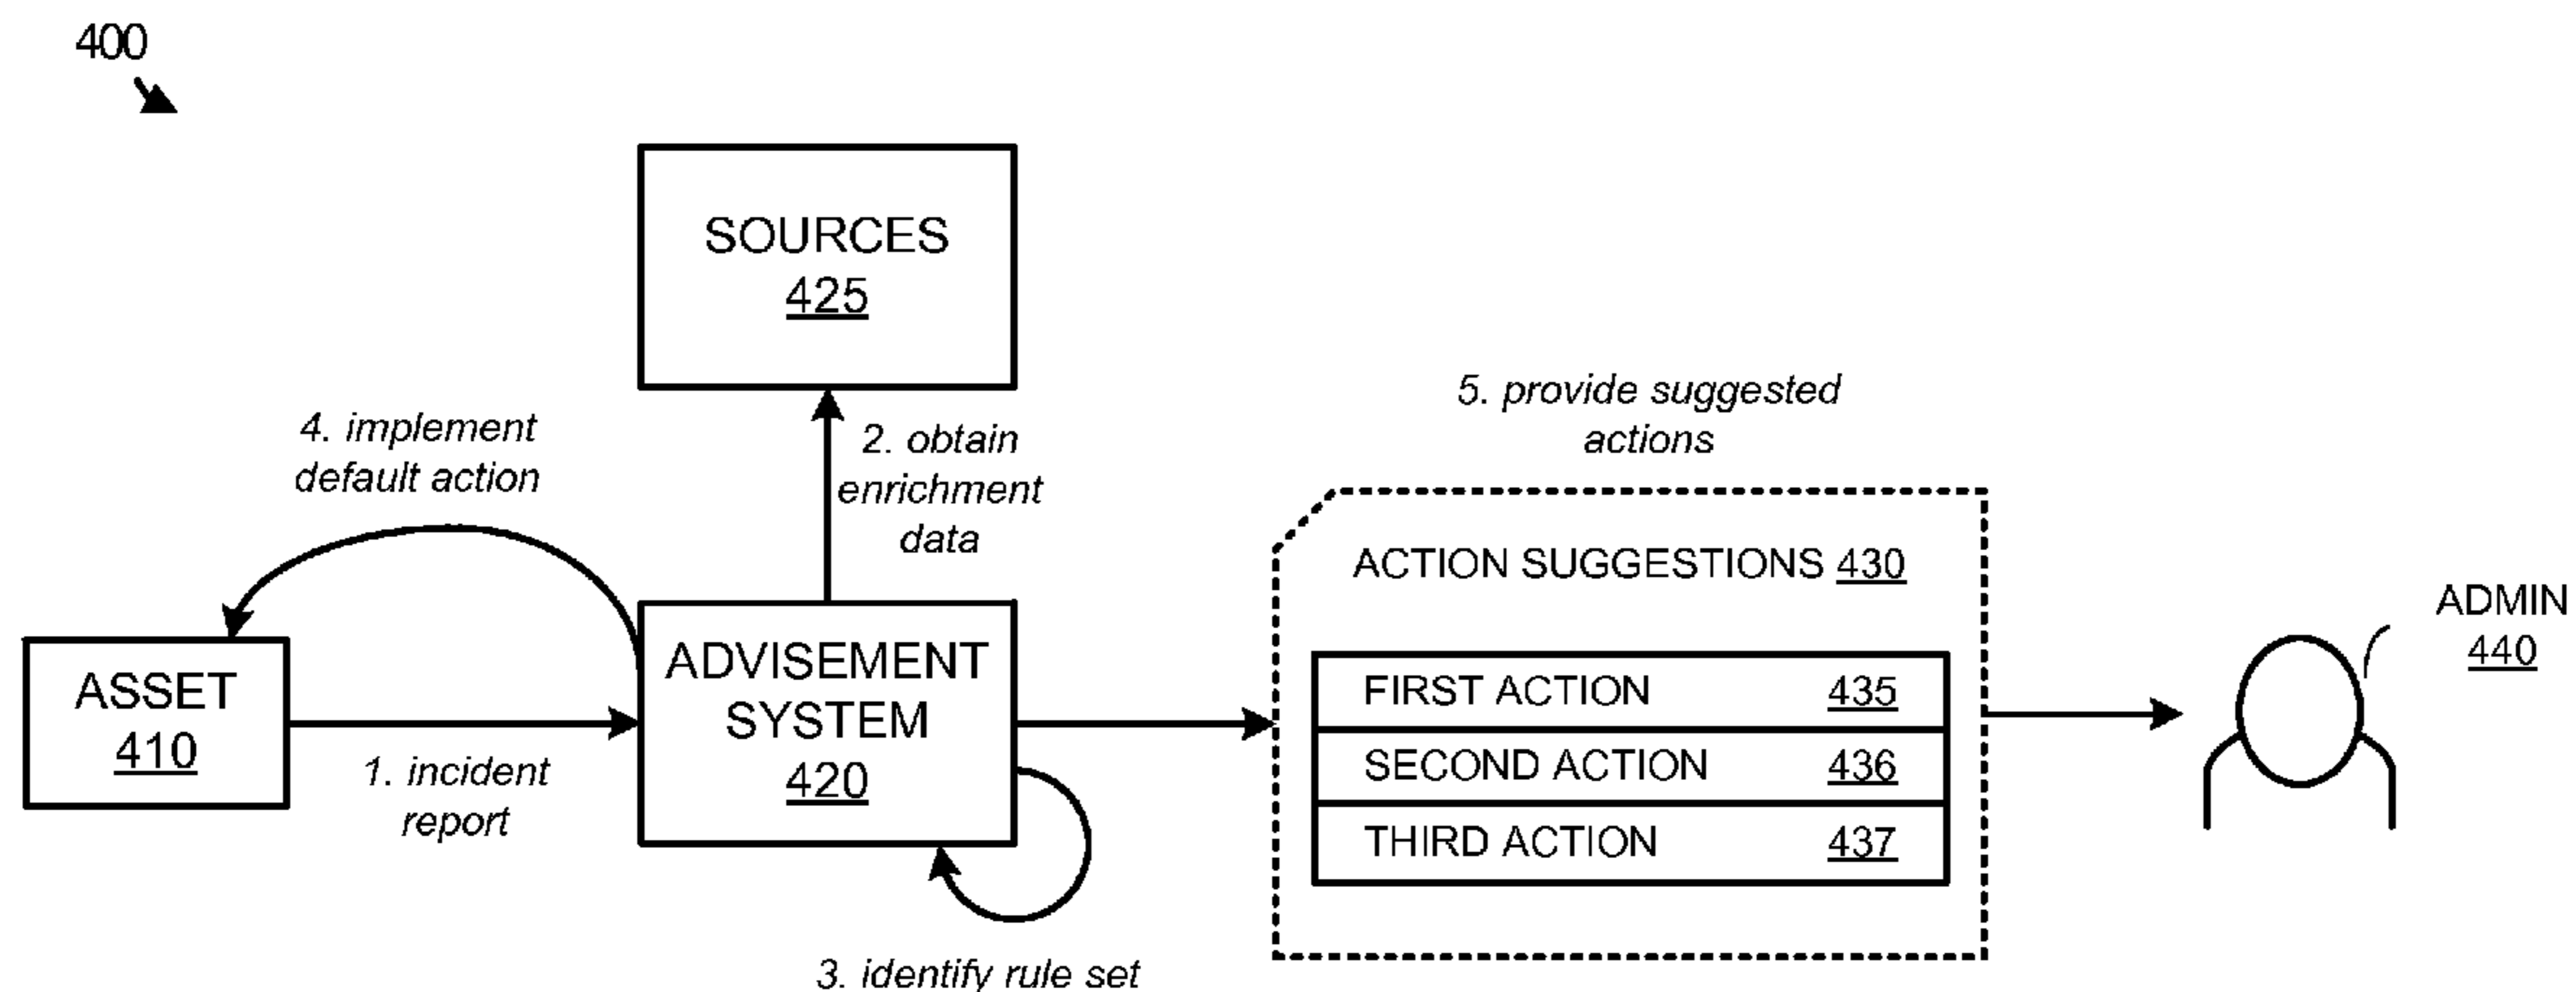 400
SOURCES
425
4. implement
default action
2. obtain
enrichment
data
5. provide suggested
actions
ASSET
410
1. incident
report
ADVISEMENT
SYSTEM
420
3. identify rule set
ACTION SUGGESTIONS 430
FIRST ACTION 435
SECOND ACTION 436
THIRD ACTION 437
ADMIN
440